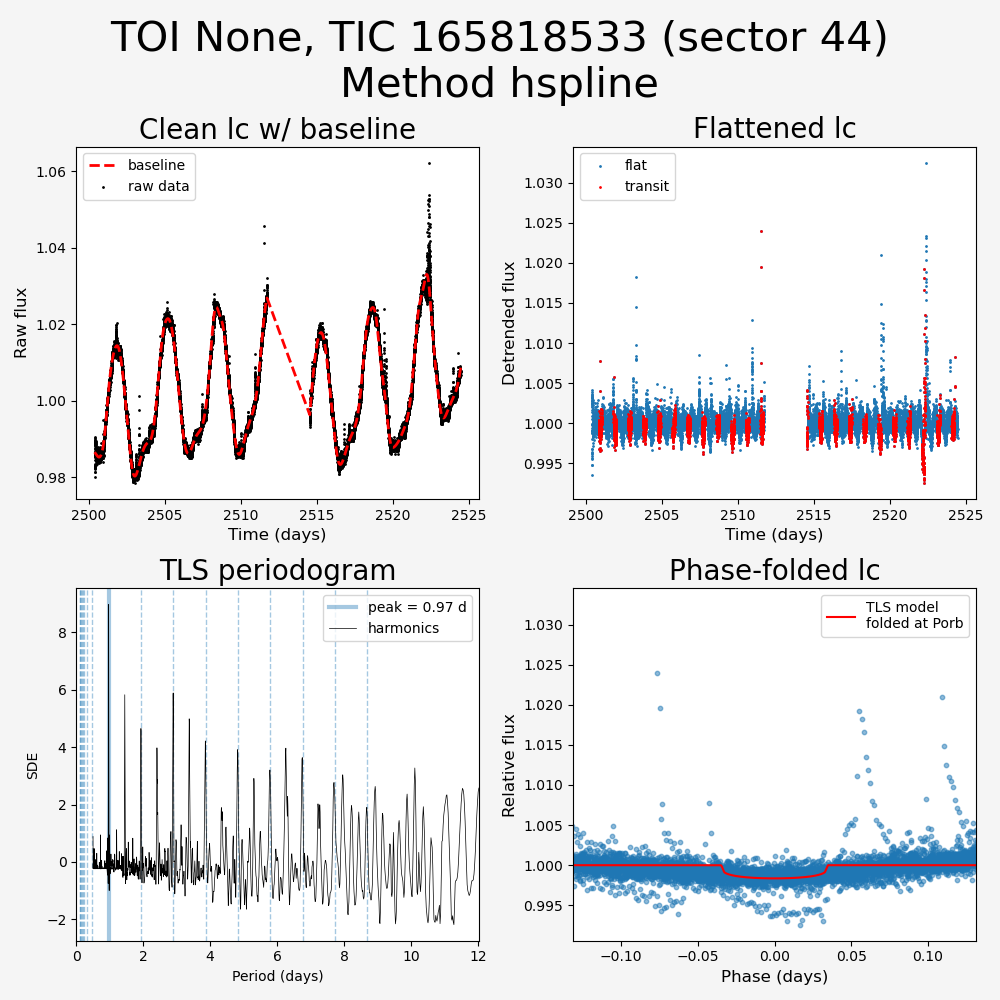 TOI None, TIC 165818533 (sector 44)
Method hspline
Clean lc w/ baseline
baseline
raw data
1.06
1.04
1.02
1.00
0.98
Raw flux
2500
2505
2510
2515
2520
2525
Time (days)
Flattened lc
flat
transit
1.030
1.025
1.020
1.015
1.010
1.005
1.000
0.995
Detrended flux
2500
2505
2510
2515
2520
2525
Time (days)
TLS periodogram
peak = 0.97 d
harmonics
8
6
4
2
0
−2
SDE
0
2
4
6
8
10
12
Period (days)
Phase-folded lc
TLS model
folded at Porb
1.030
1.025
1.020
1.015
1.010
1.005
1.000
0.995
Relative flux
−0.10
−0.05
0.00
0.05
0.10
Phase (days)